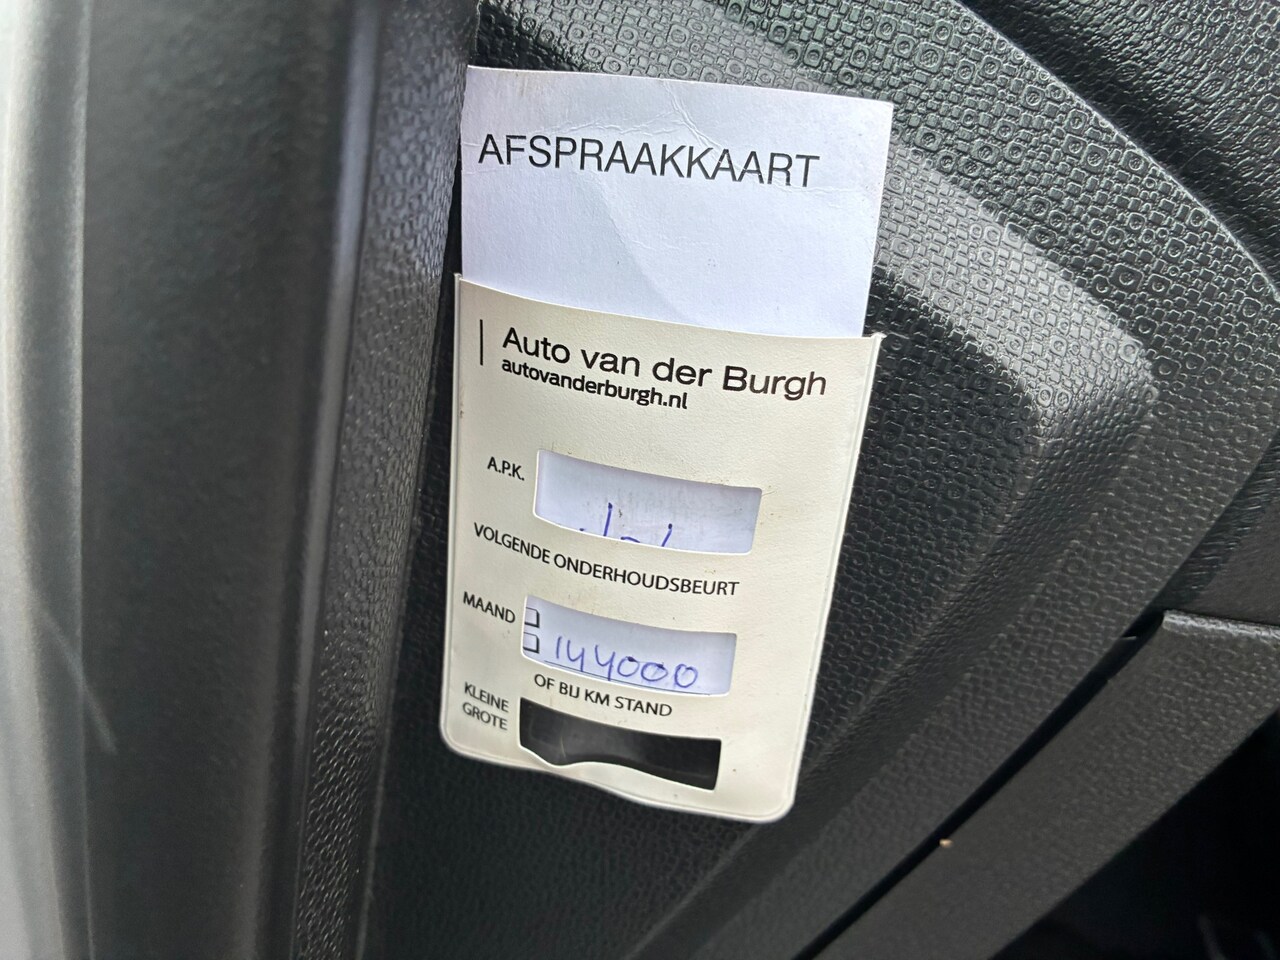 AFSPRAAKKAART
Auto van der Burgh
autovanderburgh.nl
A.P.K.
VOLGENDE ONDERHOUDSBEURT
MAAND
144000
OF BIJ KM STAND
KLEINE
GROTE